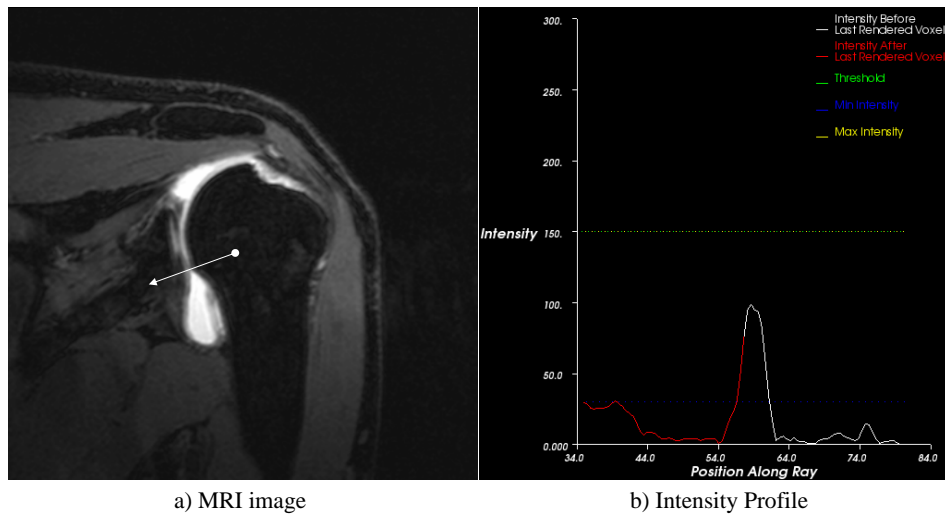 300.
250.
200.
150.
100.
50.0
0.000
Intensity
34.0 44.0 54.0 64.0 74.0 84.0
Position Along Ray
Intensity Before
Last Rendered Voxel
Intensity After
Last Rendered Voxel
Threshold
Min Intensity
Max Intensity
a) MRI image
b) Intensity Profile